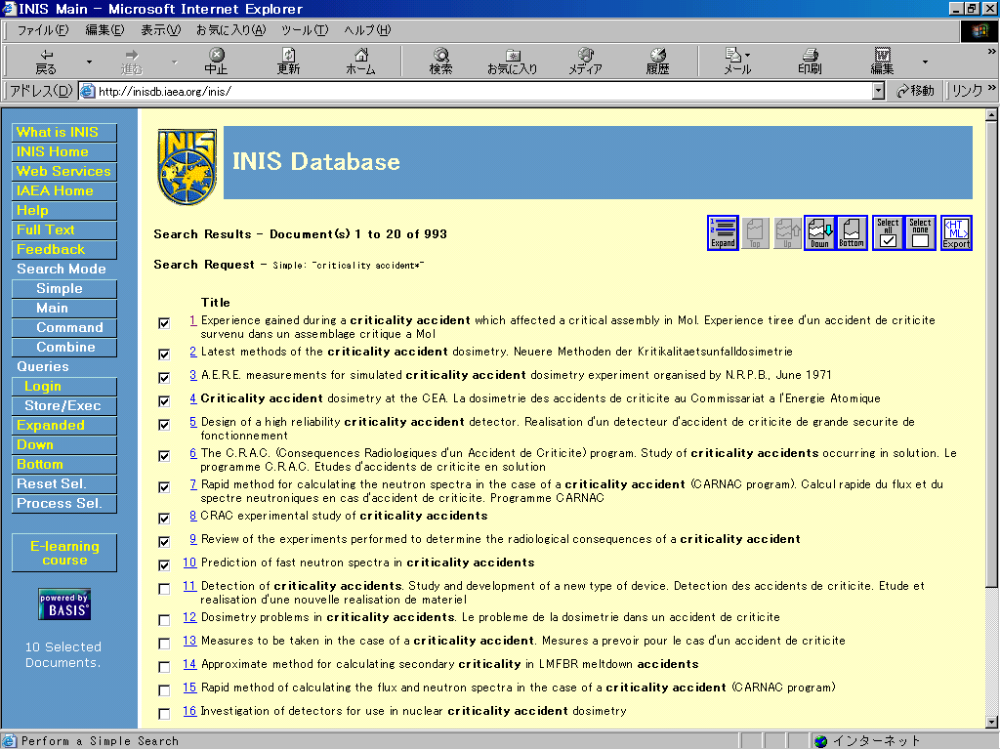 INIS Main - Microsoft Internet Explorer
ファイル(F) 編集(E) 表示(V) お気に入り(A) ツール(T) ヘルプ(H)
戻る 進む 中止 更新 ホーム 検索 お気に入り メディア 履歴 メール 印刷 編集 »
アドレス(D) http://inisdb.iaea.org/inis/ 移動 リンク »
What is INIS
INIS Home
Web Services
IAEA Home
Help
Full Text
Feedback
Search Mode
Simple
Main
Command
Combine
Queries
Login
Store/Exec
Expanded
Down
Bottom
Reset Sel.
Process Sel.
E-learning
course
powered by
BASIS
10 Selected
Documents.
INIS
INIS Database
Search Results - Document(s) 1 to 20 of 993
Expand Top Up Down Bottom Select all Select none <HT ML> Export
Search Request - Simple: "criticality accident*"
Title
1 Experience gained during a criticality accident which affected a critical assembly in Mol. Experience tiree d'un accident de criticite
survenu dans un assemblage critique a Mol
2 Latest methods of the criticality accident dosimetry. Neuere Methoden der Kritikalitaetsunfalldosimetrie
3 A.E.R.E. measurements for simulated criticality accident dosimetry experiment organised by N.R.P.B., June 1971
4 Criticality accident dosimetry at the CEA. La dosimetrie des accidents de criticite au Commissariat a l'Energie Atomique
5 Design of a high reliability criticality accident detector. Realisation d'un detecteur d'accident de criticite de grande securite de
fonctionnement
6 The C.R.A.C. (Consequences Radiologiques d'un Accident de Criticite) program. Study of criticality accidents occurring in solution. Le
programme C.R.A.C. Etudes d'accidents de criticite en solution
7 Rapid method for calculating the neutron spectra in the case of a criticality accident (CARNAC program). Calcul rapide du flux et du
spectre neutroniques en cas d'accident de criticite. Programme CARNAC
8 CRAC experimental study of criticality accidents
9 Review of the experiments performed to determine the radiological consequences of a criticality accident
10 Prediction of fast neutron spectra in criticality accidents
11 Detection of criticality accidents. Study and development of a new type of device. Detection des accidents de criticite. Etude et
realisation d'une nouvelle realisation de materiel
12 Dosimetry problems in criticality accidents. Le probleme de la dosimetrie dans un accident de criticite
13 Measures to be taken in the case of a criticality accident. Mesures a prevoir pour le cas d'un accident de criticite
14 Approximate method for calculating secondary criticality in LMFBR meltdown accidents
15 Rapid method of calculating the flux and neutron spectra in the case of a criticality accident (CARNAC program)
16 Investigation of detectors for use in nuclear criticality accident dosimetry
Perform a Simple Search インターネット